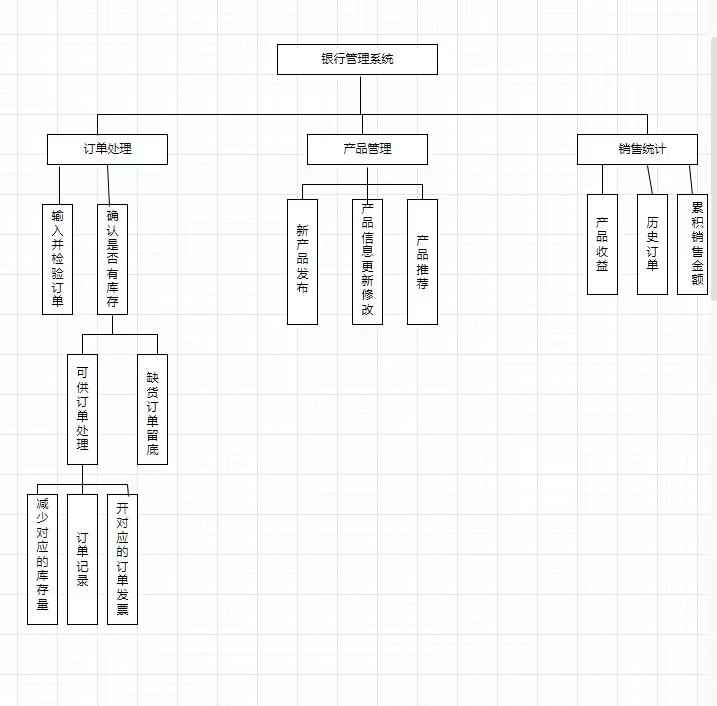 银行管理系统
订单处理
产品管理
销售统计
输入并检验订单
确认是否有库存
新产品发布
产品信息更新修改
产品推荐
产品收益
历史订单
累积销售金额
可供订单处理
缺货订单留底
减少对应的库存量
订单记录
开对应的订单发票